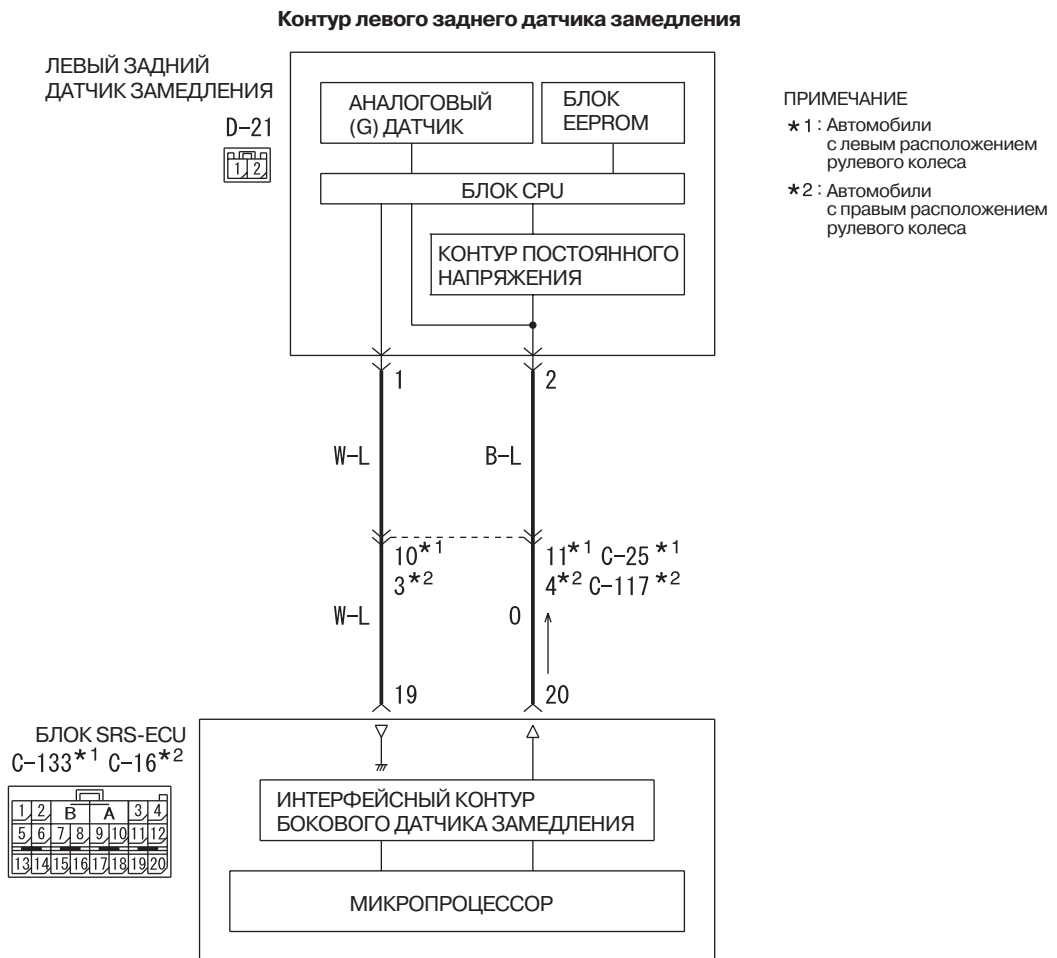 Контур левого заднего датчика замедления
ЛЕВЫЙ ЗАДНИЙ
ДАТЧИК ЗАМЕДЛЕНИЯ
D-21
1 2
АНАЛОГОВЫЙ
(G) ДАТЧИК
БЛОК
EEPROM
БЛОК CPU
КОНТУР ПОСТОЯННОГО
НАПРЯЖЕНИЯ
ПРИМЕЧАНИЕ
*1: Автомобили
с левым расположением
рулевого колеса
*2: Автомобили
с правым расположением
рулевого колеса
1 2
W-L B-L
10*1 11*1 C-25 *1
3*2 4*2 C-117 *2
W-L O
19 20
БЛОК SRS-ECU
C-133*1 C-16*2
1 2 B A 3 4
5 6 7 8 9 10 11 12
13 14 15 16 17 18 19 20
ИНТЕРФЕЙСНЫЙ КОНТУР
БОКОВОГО ДАТЧИКА ЗАМЕДЛЕНИЯ
МИКРОПРОЦЕССОР